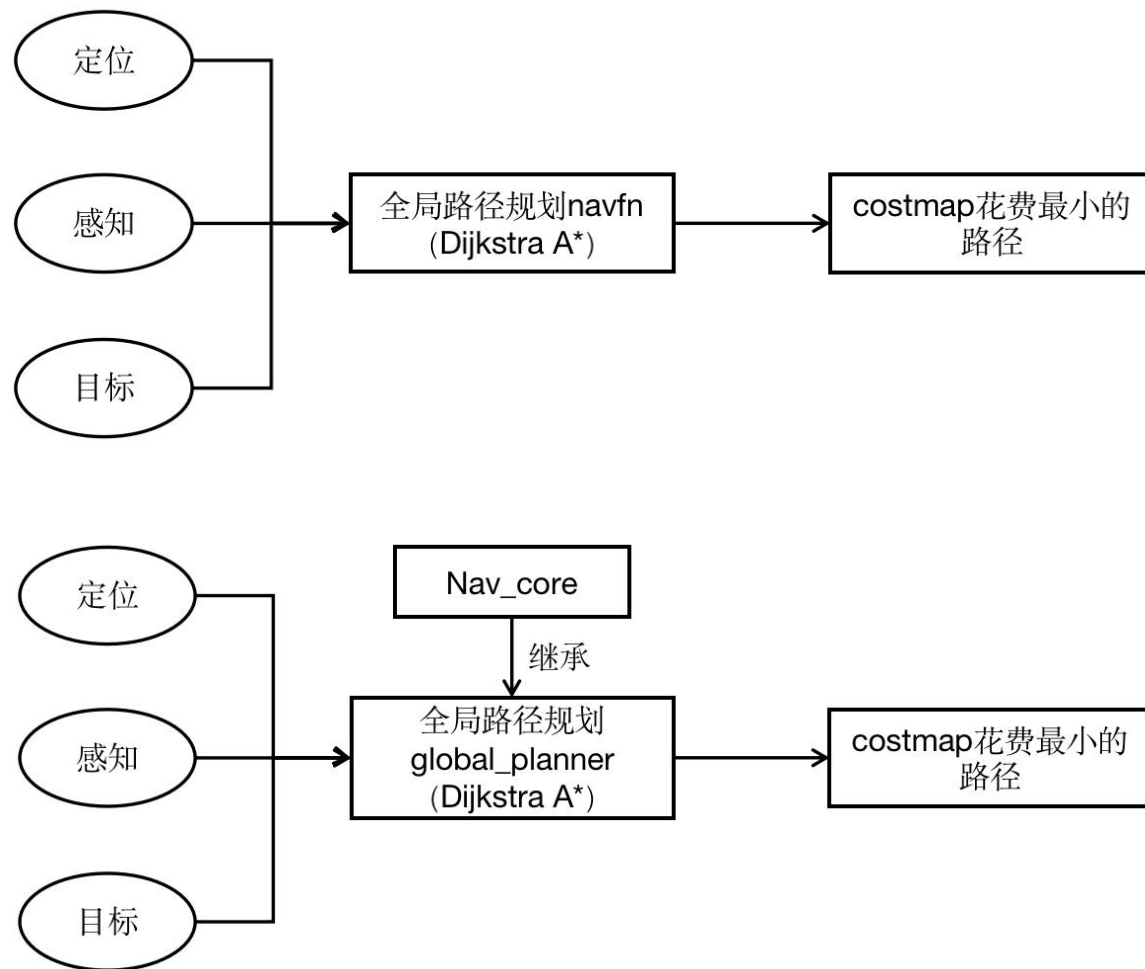 定位
感知
目标
全局路径规划navfn
(Dijkstra A*)
costmap花费最小的
路径
定位
感知
目标
Nav_core
继承
全局路径规划
global_planner
(Dijkstra A*)
costmap花费最小的
路径